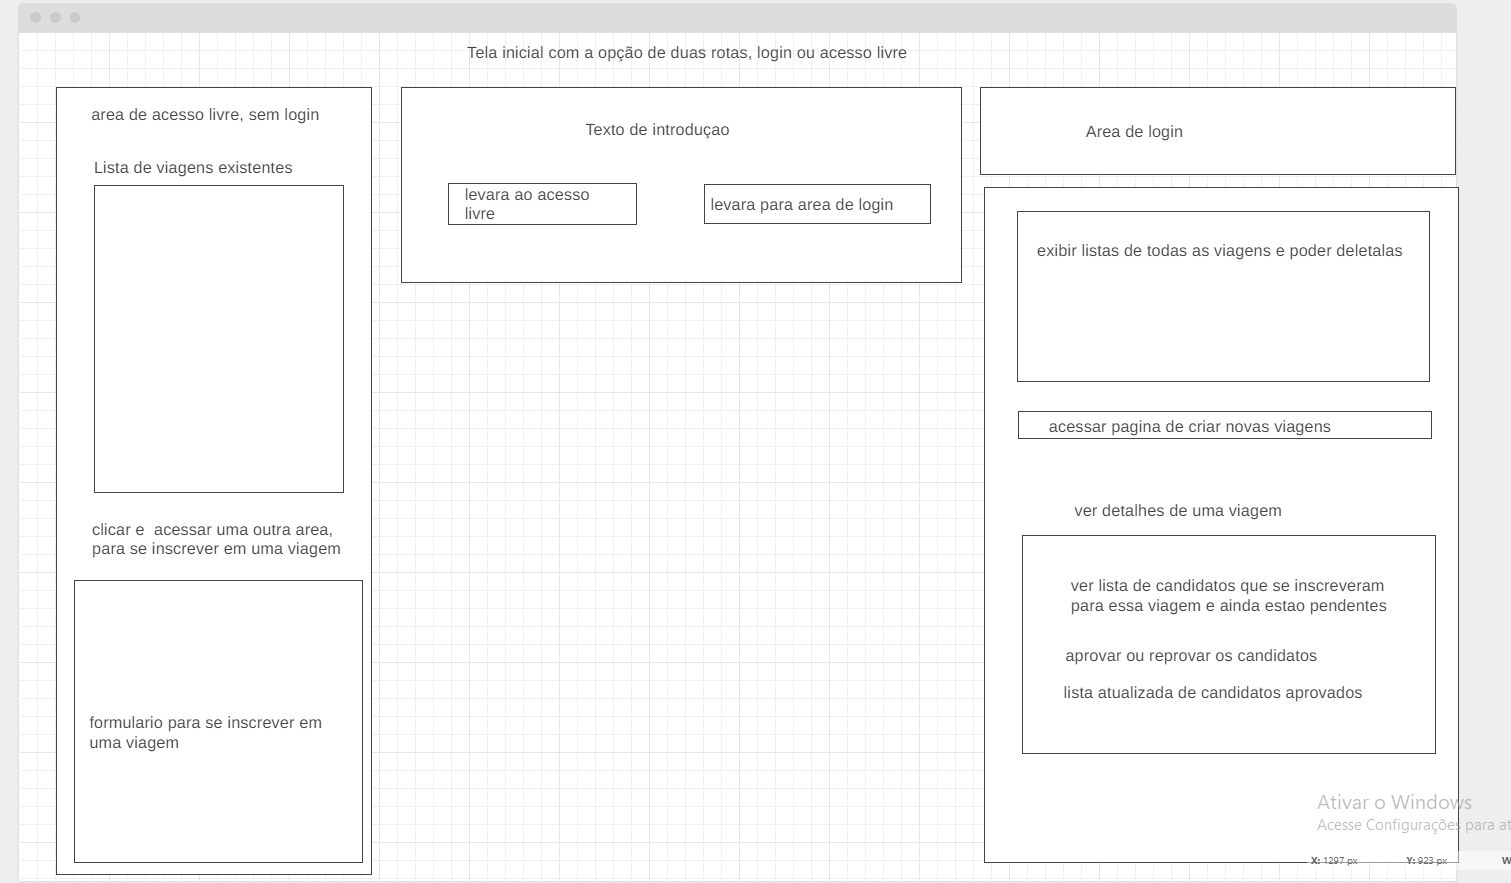 Tela inicial com a opção de duas rotas, login ou acesso livre
area de acesso livre, sem login
Lista de viagens existentes
clicar e  acessar uma outra area,
para se inscrever em uma viagem
formulario para se inscrever em
uma viagem
Texto de introduçao
levara ao acesso
livre
levara para area de login
Area de login
exibir listas de todas as viagens e poder deletalas
acessar pagina de criar novas viagens
ver detalhes de uma viagem
ver lista de candidatos que se inscreveram
para essa viagem e ainda estao pendentes
aprovar ou reprovar os candidatos
lista atualizada de candidatos aprovados
Ativar o Windows
Acesse Configurações para at
X: 1297 px Y: 923 px W